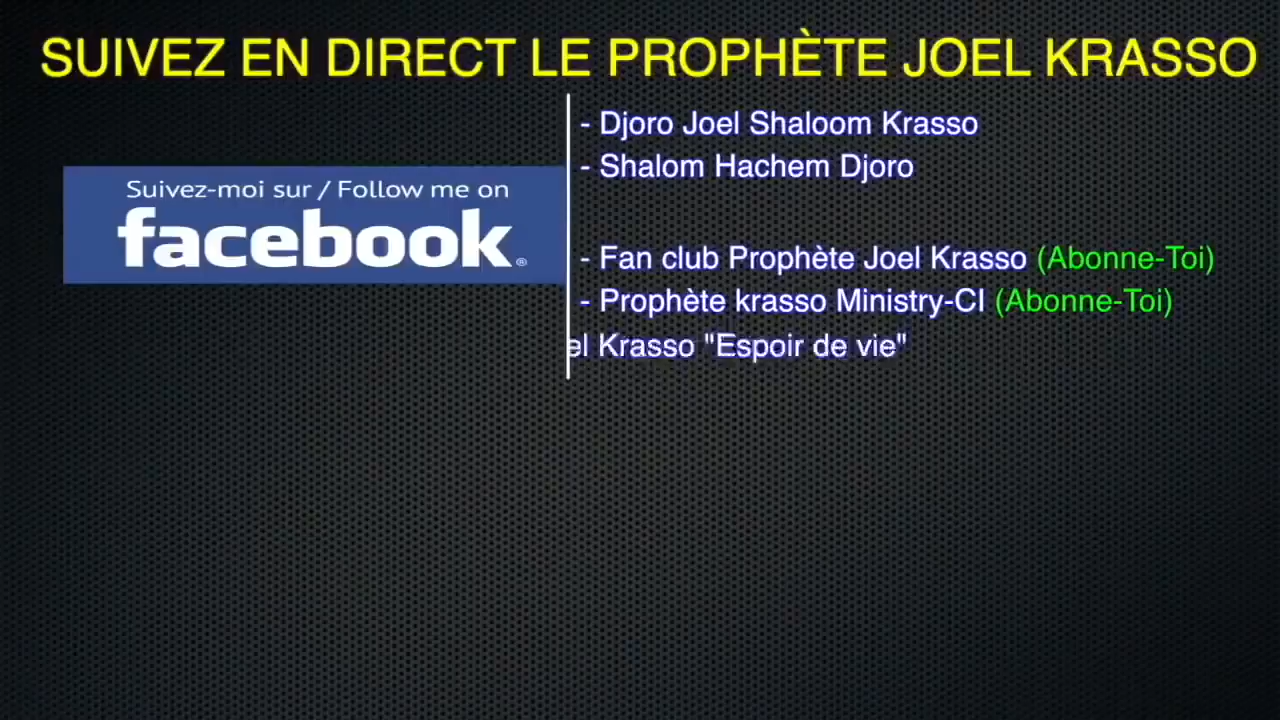 SUIVEZ EN DIRECT LE PROPHÈTE JOEL KRASSO
Suivez-moi sur / Follow me on
facebook®
- Djoro Joel Shaloom Krasso
- Shalom Hachem Djoro
- Fan club Prophète Joel Krasso (Abonne-Toi)
- Prophète krasso Ministry-CI (Abonne-Toi)
el Krasso "Espoir de vie"